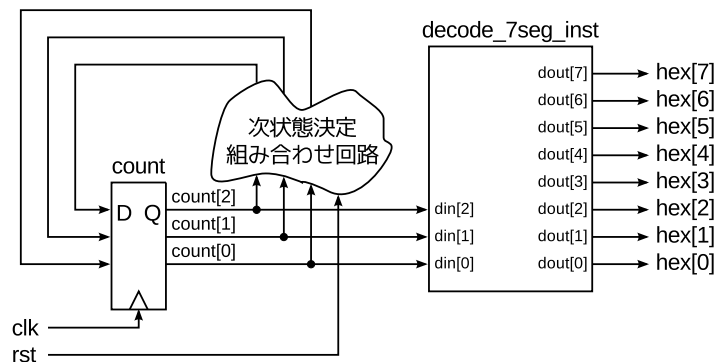 decode_7seg_inst
dout[7] hex[7]
dout[6] hex[6]
次状態決定
dout[5] hex[5]
組み合わせ回路
dout[4] hex[4]
count
dout[3] hex[3]
D Q count[2] din[2] dout[2] hex[2]
count[1] din[1] dout[1] hex[1]
count[0] din[0] dout[0] hex[0]
clk
rst